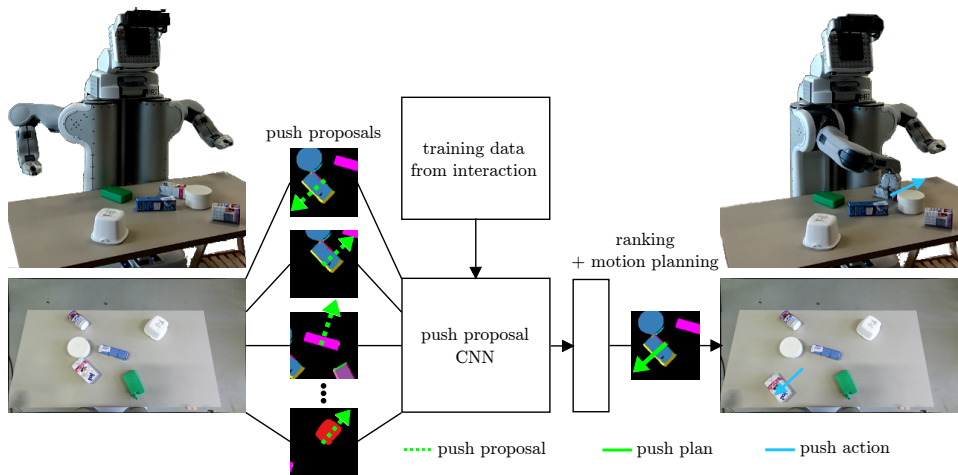 push proposals
training data
from interaction
ranking
+ motion planning
push proposal
CNN
push proposal
push plan
push action